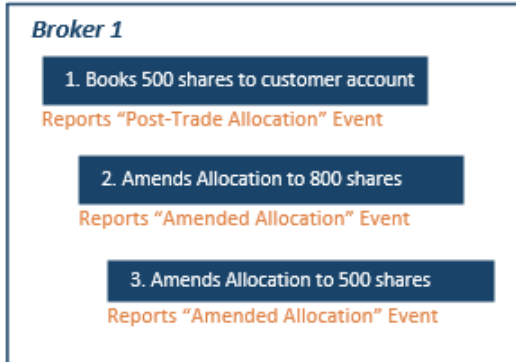 Broker 1
1. Books 500 shares to customer account
Reports “Post-Trade Allocation” Event
2. Amends Allocation to 800 shares
Reports “Amended Allocation” Event
3. Amends Allocation to 500 shares
Reports “Amended Allocation” Event